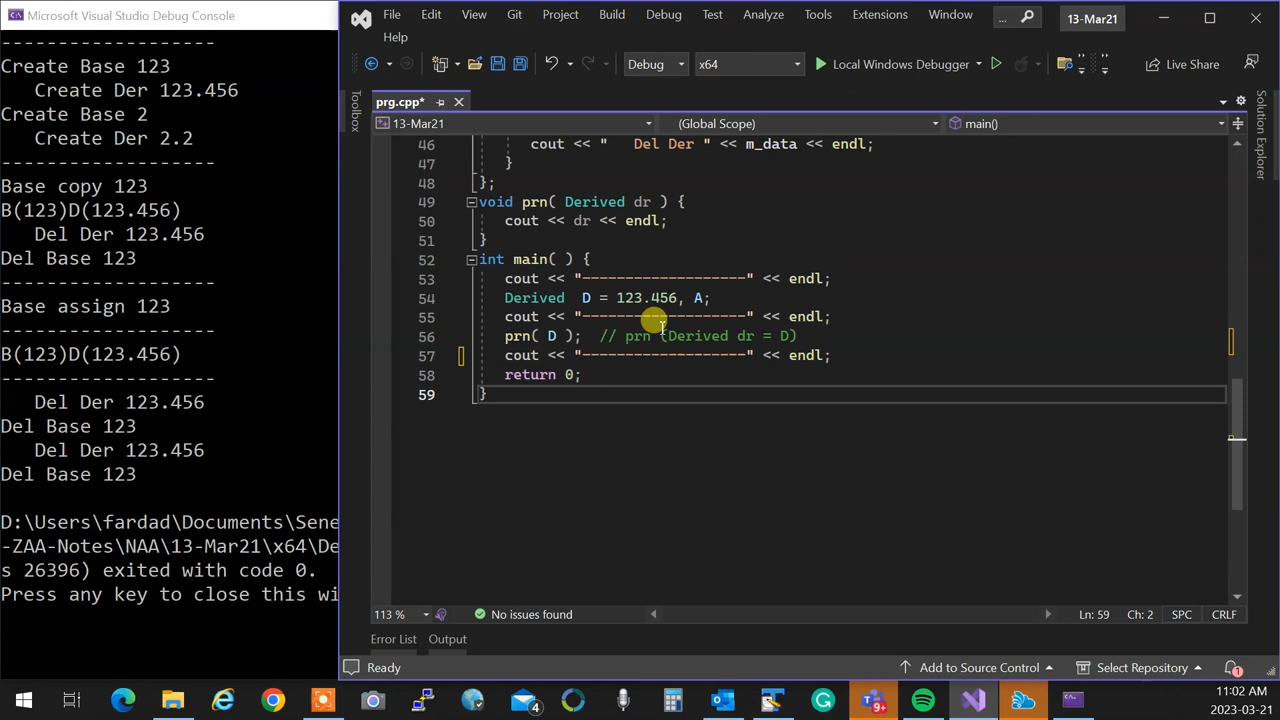 Microsoft Visual Studio Debug Console
-------------------
Create Base 123
   Create Der 123.456
Create Base 2
   Create Der 2.2
-------------------
Base copy 123
B(123)D(123.456)
   Del Der 123.456
Del Base 123
-------------------
Base assign 123
-------------------
B(123)D(123.456)
-------------------
   Del Der 123.456
Del Base 123
   Del Der 123.456
Del Base 123
D:\Users\fardad\Documents\Sene
-ZAA-Notes\NAA\13-Mar21\x64\De
s 26396) exited with code 0.
Press any key to close this wi
File Edit View Git Project Build Debug Test Analyze Tools Extensions Window ... 13-Mar21
Help
Debug x64 Local Windows Debugger Live Share
Toolbox
prg.cpp*
13-Mar21 (Global Scope) main()
46 cout << "   Del Der " << m_data << endl;
47 }
48 };
49 void prn( Derived dr ) {
50 cout << dr << endl;
51 }
52 int main( ) {
53 cout << "-------------------" << endl;
54 Derived  D = 123.456, A;
55 cout << "-------------------" << endl;
56 prn( D );  // prn (Derived dr = D)
57 cout << "-------------------" << endl;
58 return 0;
59 }
Solution Explorer
113 % No issues found Ln: 59 Ch: 2 SPC CRLF
Error List Output
Ready Add to Source Control Select Repository 1
4 9+ 11:02 AM
2023-03-21